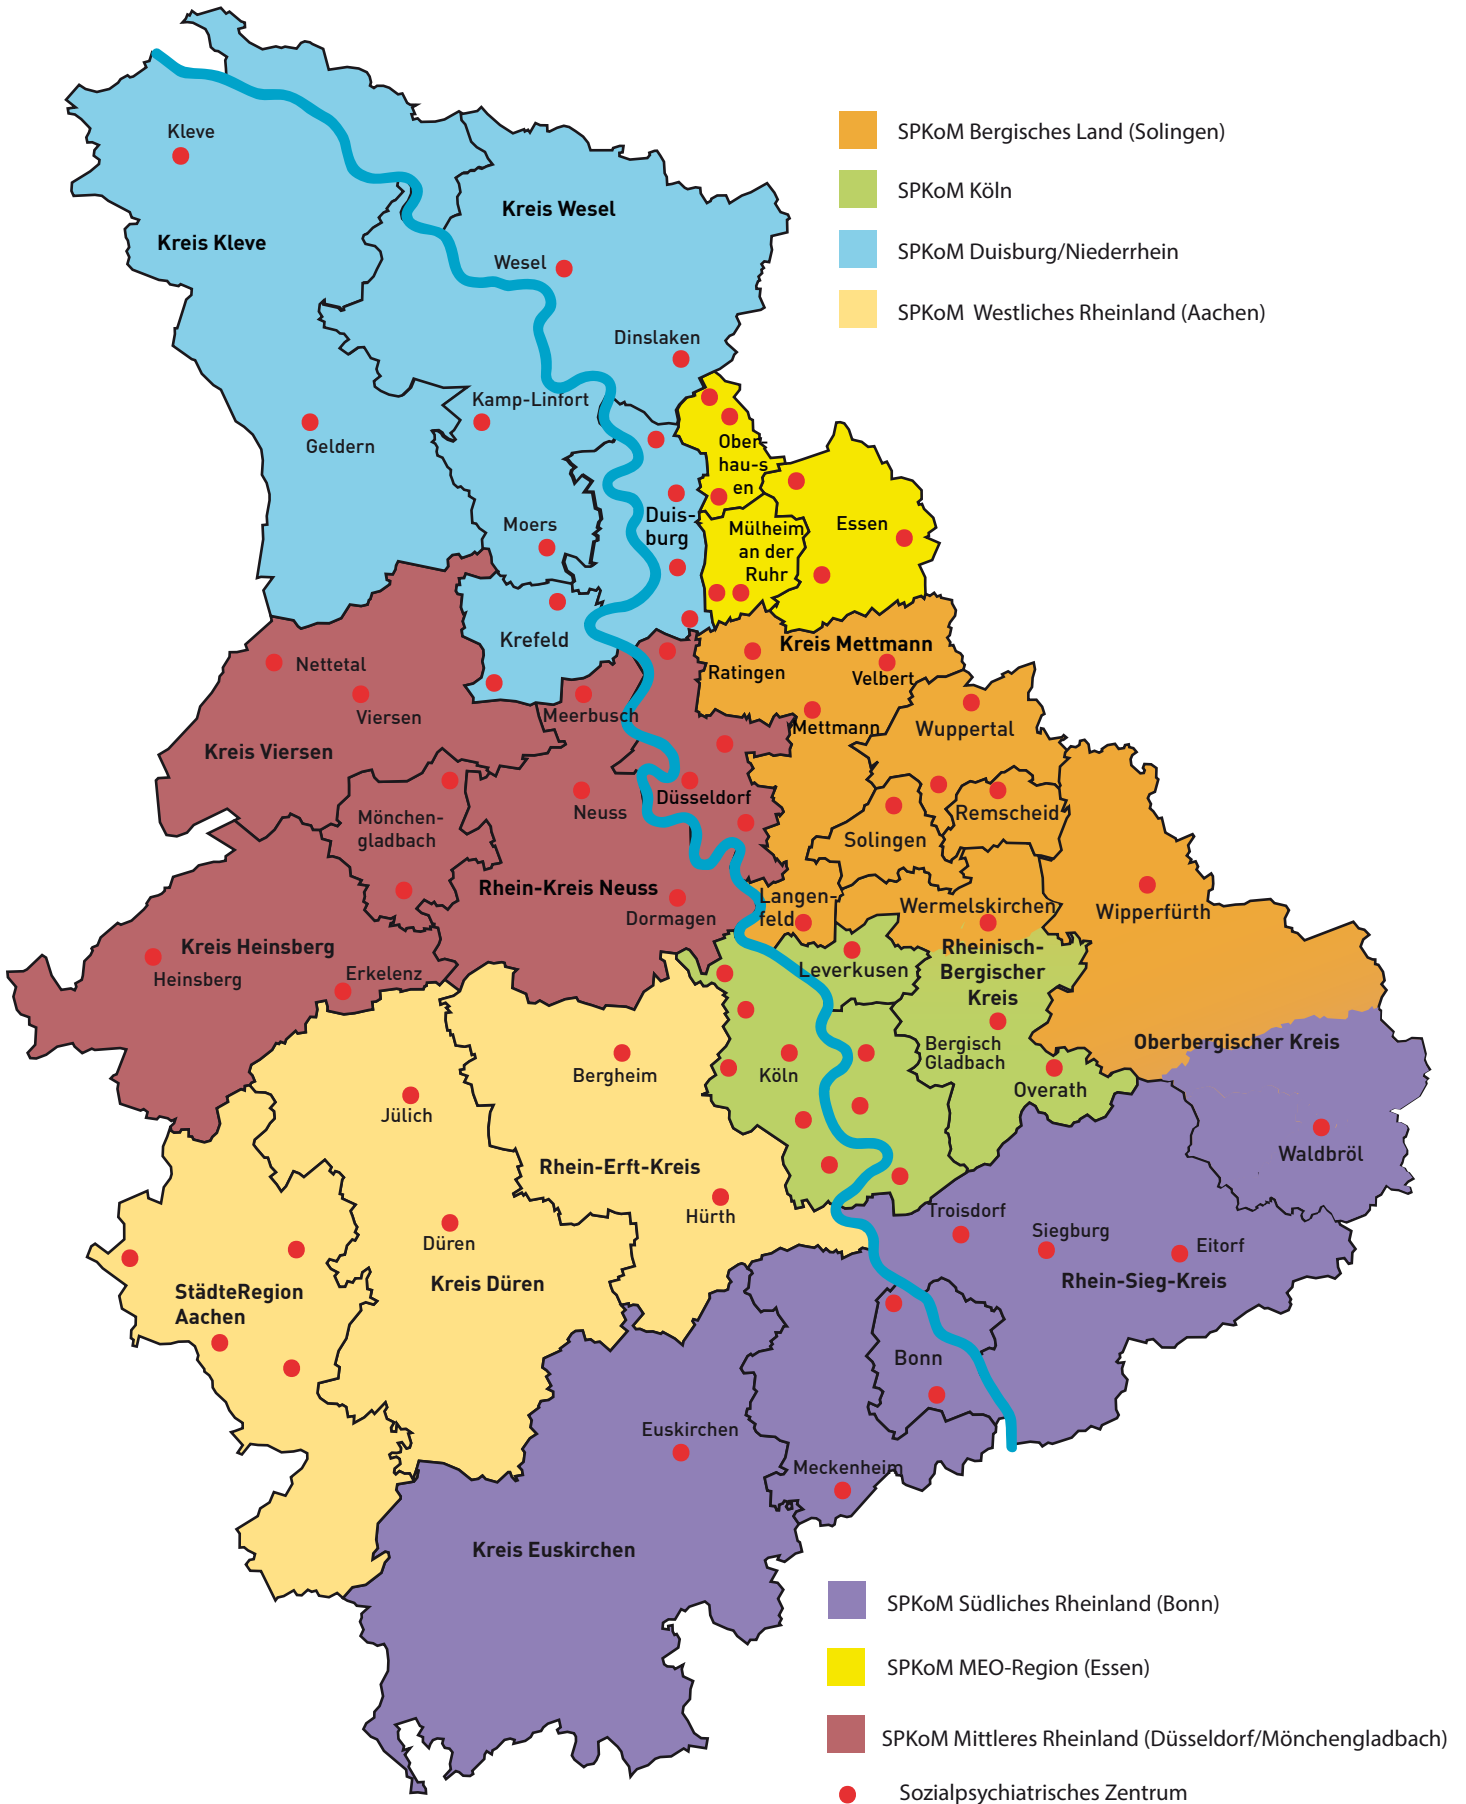 Kleve
Kreis Kleve
Kreis Wesel
Wesel
Dinslaken
Kamp-Linfort
Geldern
Moers
Duis-
burg
Ober-
hau-s
en
Mülheim
an der
Ruhr
Essen
Krefeld
SPKoM Bergisches Land (Solingen)
SPKoM Köln
SPKoM Duisburg/Niederrhein
SPKoM  Westliches Rheinland (Aachen)
Nettetal
Viersen
Kreis Viersen
Meerbusch
Ratingen
Kreis Mettmann
Velbert
Mettmann
Wuppertal
Mönchen-
gladbach
Neuss
Düsseldorf
Solingen
Remscheid
Rhein-Kreis Neuss
Dormagen
Langen-
feld
Wermelskirchen
Wipperfürth
Kreis Heinsberg
Heinsberg
Erkelenz
Leverkusen
Rheinisch-
Bergischer
Kreis
Bergheim
Köln
Bergisch
Gladbach
Overath
Oberbergischer Kreis
Jülich
Rhein-Erft-Kreis
Hürth
Waldbröl
Düren
Kreis Düren
StädteRegion
Aachen
Troisdorf
Siegburg
Eitorf
Rhein-Sieg-Kreis
Bonn
Euskirchen
Meckenheim
Kreis Euskirchen
SPKoM Südliches Rheinland (Bonn)
SPKoM MEO-Region (Essen)
SPKoM Mittleres Rheinland (Düsseldorf/Mönchengladbach)
Sozialpsychiatrisches Zentrum